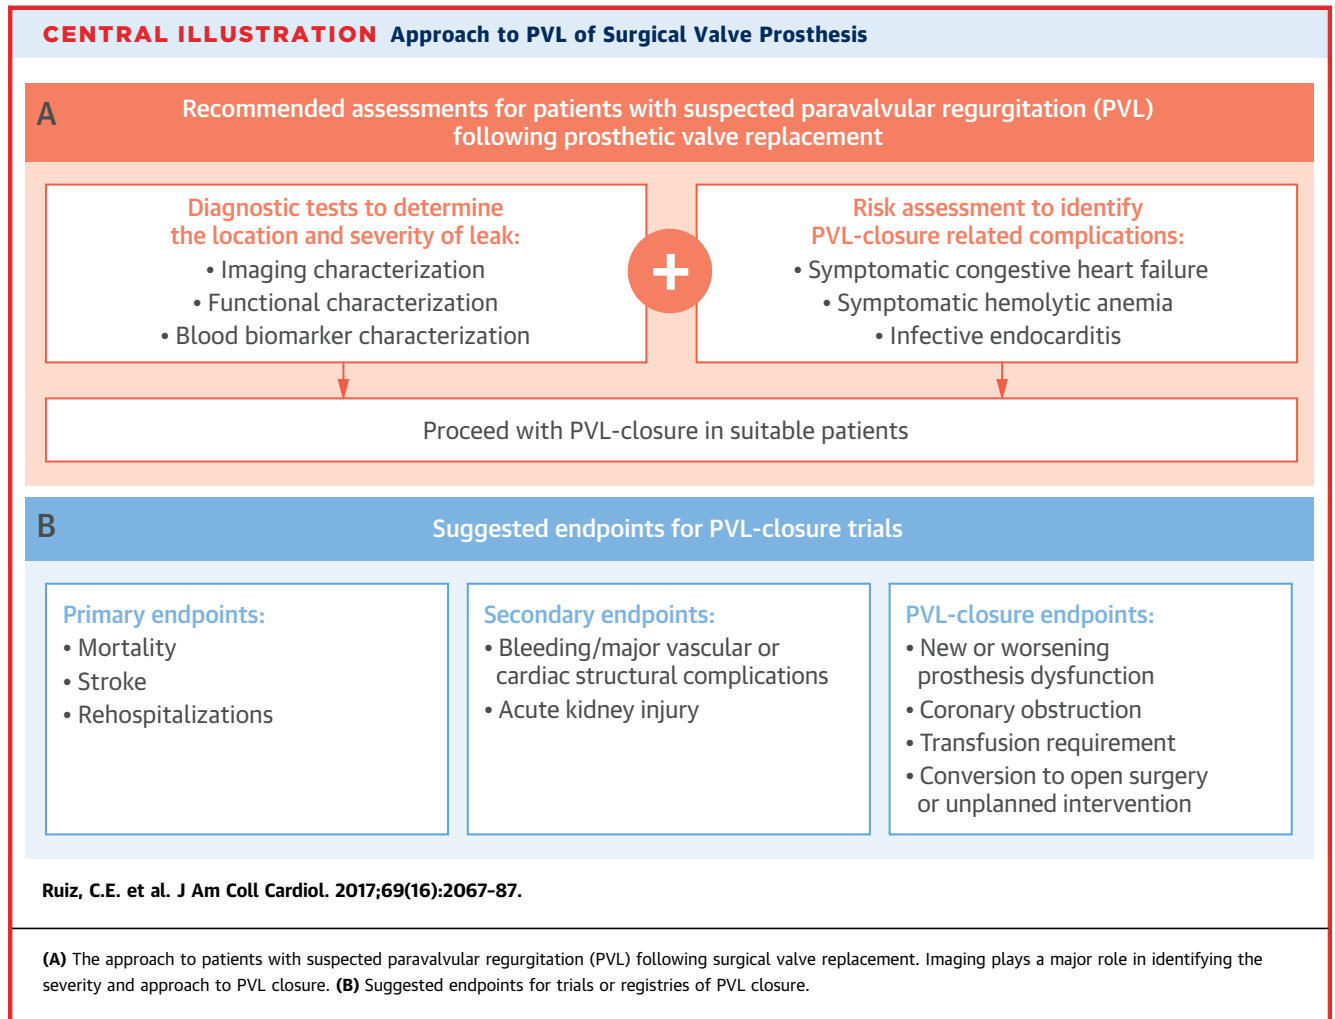 CENTRAL ILLUSTRATION Approach to PVL of Surgical Valve Prosthesis
A
Recommended assessments for patients with suspected paravalvular regurgitation (PVL)
following prosthetic valve replacement
Diagnostic tests to determine
the location and severity of leak:
• Imaging characterization
• Functional characterization
• Blood biomarker characterization
+
Risk assessment to identify
PVL-closure related complications:
• Symptomatic congestive heart failure
• Symptomatic hemolytic anemia
• Infective endocarditis
Proceed with PVL-closure in suitable patients
B
Suggested endpoints for PVL-closure trials
Primary endpoints:
• Mortality
• Stroke
• Rehospitalizations
Secondary endpoints:
• Bleeding/major vascular or
cardiac structural complications
• Acute kidney injury
PVL-closure endpoints:
• New or worsening
prosthesis dysfunction
• Coronary obstruction
• Transfusion requirement
• Conversion to open surgery
or unplanned intervention
Ruiz, C.E. et al. J Am Coll Cardiol. 2017;69(16):2067–87.
(A) The approach to patients with suspected paravalvular regurgitation (PVL) following surgical valve replacement. Imaging plays a major role in identifying the
severity and approach to PVL closure. (B) Suggested endpoints for trials or registries of PVL closure.